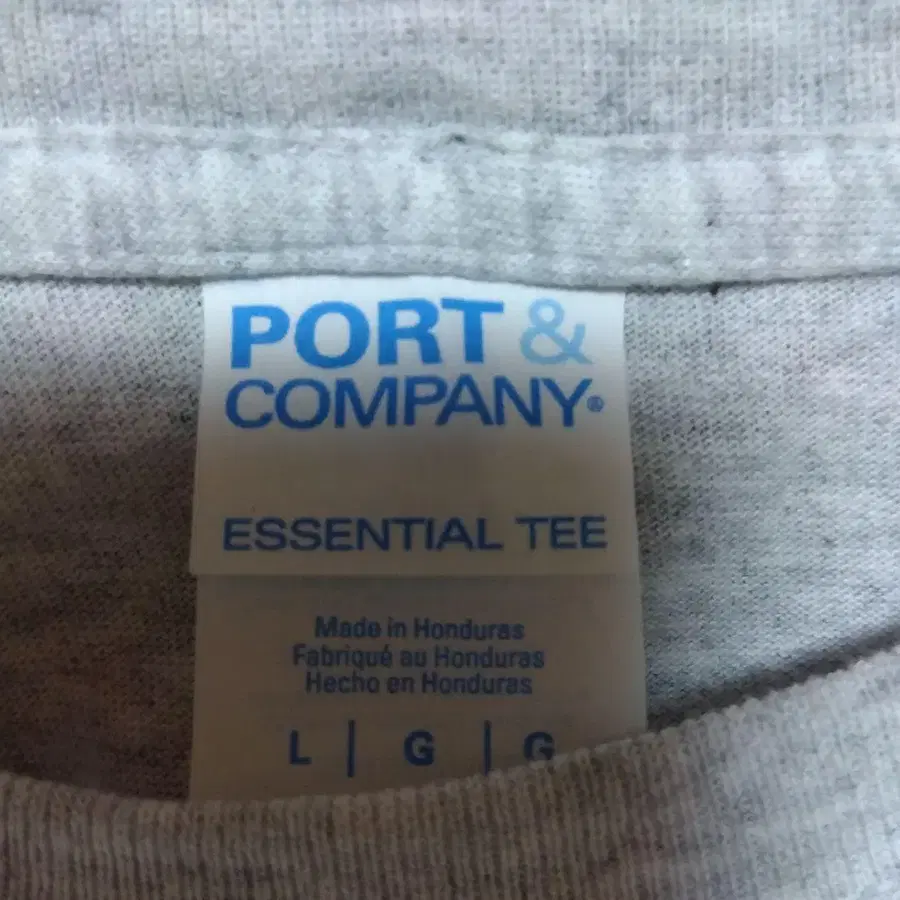 PORT &
COMPANY®
ESSENTIAL TEE
Made in Honduras
Fabriqué au Honduras
Hecho en Honduras
L | G | G